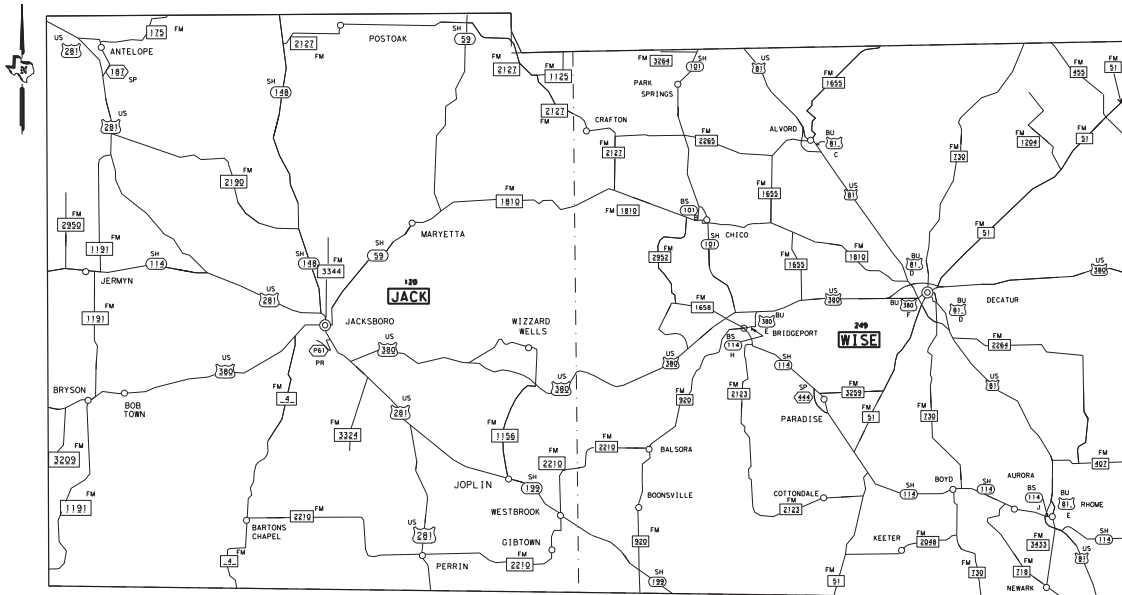 N
US
281
ANTELOPE
187
SP
175
FM
2127
FM
POSTOAK
SH
59
FM
2127
FM
1125
2127
FM
FM
3264
SH
101
PARK
SPRINGS
US
81
FM
1655
FM
455
FM
51
SH
148
US
281
CRAFTON
FM
2127
FM
2265
ALVORD
BU
81
C
FM
730
FM
1204
FM
51
FM
2190
FM
1810
FM
1810
FM
1655
US
81
FM
2950
FM
1191
SH
114
JERMYN
MARYETTA
SH
59
SH
148
FM
3344
BS
101
B
CHICO
SH
101
FM
2952
FM
1655
FM
1810
BU
81
D
FM
51
US
380
US
281
120
JACK
FM
1658
US
380
BU
380
F
DECATUR
BU
81
D
FM
1191
JACKSBORO
P61
PR
WIZZARD
WELLS
BU
380
E
BRIDGEPORT
BS
114
H
249
WISE
FM
2264
US
380
US
380
US
380
US
380
SH
114
US
81
BRYSON
BOB
TOWN
FM
4
US
281
FM
920
FM
2123
SP
444
FM
3259
PARADISE
FM
51
FM
730
FM
3324
FM
1156
FM
2210
FM
2210
BALSORA
FM
3209
FM
407
JOPLIN
SH
199
WESTBROOK
BOONSVILLE
COTTONDALE
FM
2123
SH
114
BOYD
SH
114
AURORA
BS
114
J
BU
81
E
RHOME
FM
1191
BARTONS
CHAPEL
FM
2210
US
281
GIBTOWN
FM
920
KEETER
FM
2048
FM
3433
US
81
SH
114
FM
4
PERRIN
FM
2210
SH
199
FM
51
FM
730
FM
718
NEWARK